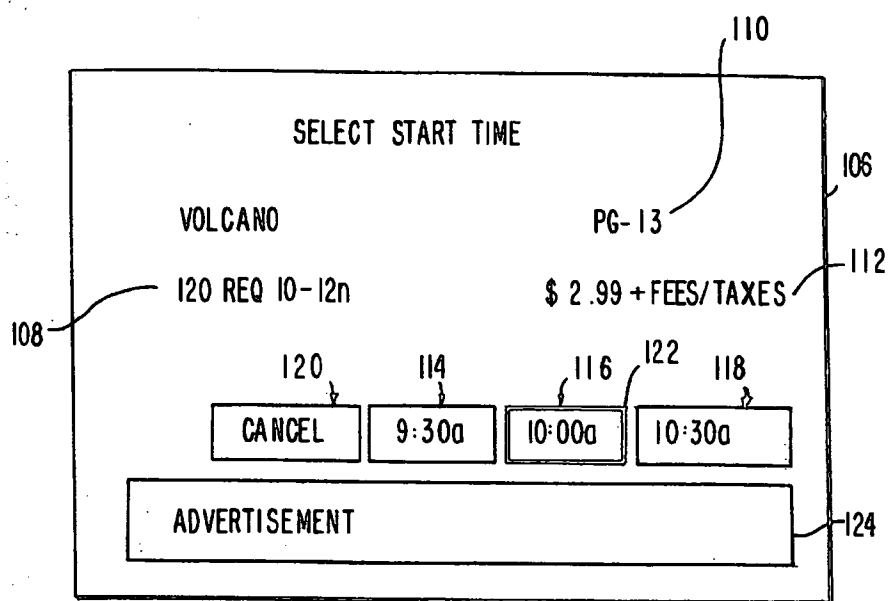 110
SELECT START TIME
106
VOLCANO PG-13
112
120 REQ 10-12n $ 2.99 + FEES/TAXES
108
120 114 116 122 118
CANCEL 9:30a 10:00a 10:30a
ADVERTISEMENT
124